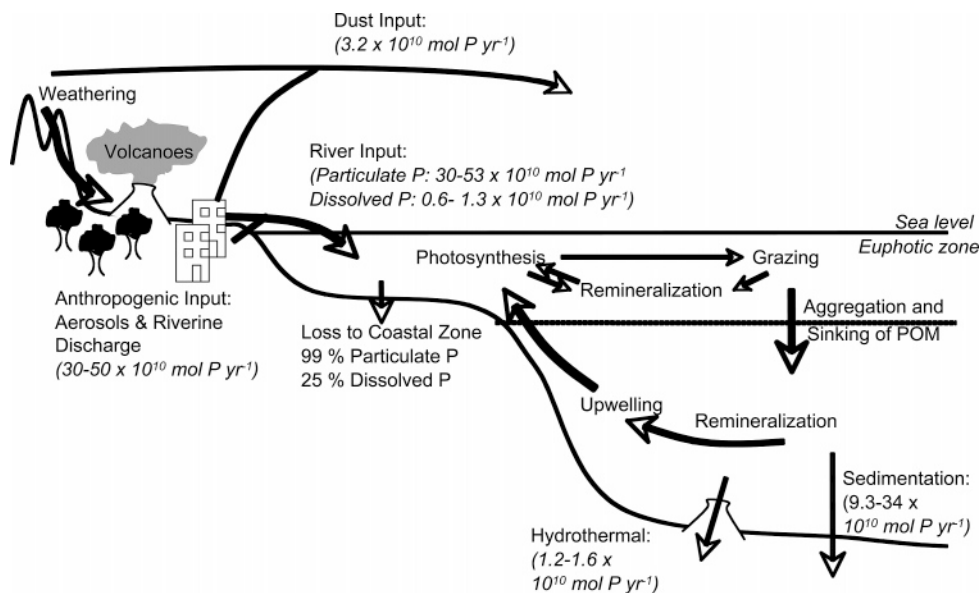 Dust Input:
(3.2 x 10¹⁰ mol P yr⁻¹)
Weathering
Volcanoes
River Input:
(Particulate P: 30-53 x 10¹⁰ mol P yr⁻¹
Dissolved P: 0.6- 1.3 x 10¹⁰ mol P yr⁻¹)
Sea level
Euphotic zone
Photosynthesis
Grazing
Remineralization
Anthropogenic Input:
Aerosols & Riverine
Discharge
(30-50 x 10¹⁰ mol P yr⁻¹)
Loss to Coastal Zone
99 % Particulate P
25 % Dissolved P
Aggregation and
Sinking of POM
Upwelling
Remineralization
Sedimentation:
(9.3-34 x
10¹⁰ mol P yr⁻¹)
Hydrothermal:
(1.2-1.6 x
10¹⁰ mol P yr⁻¹)